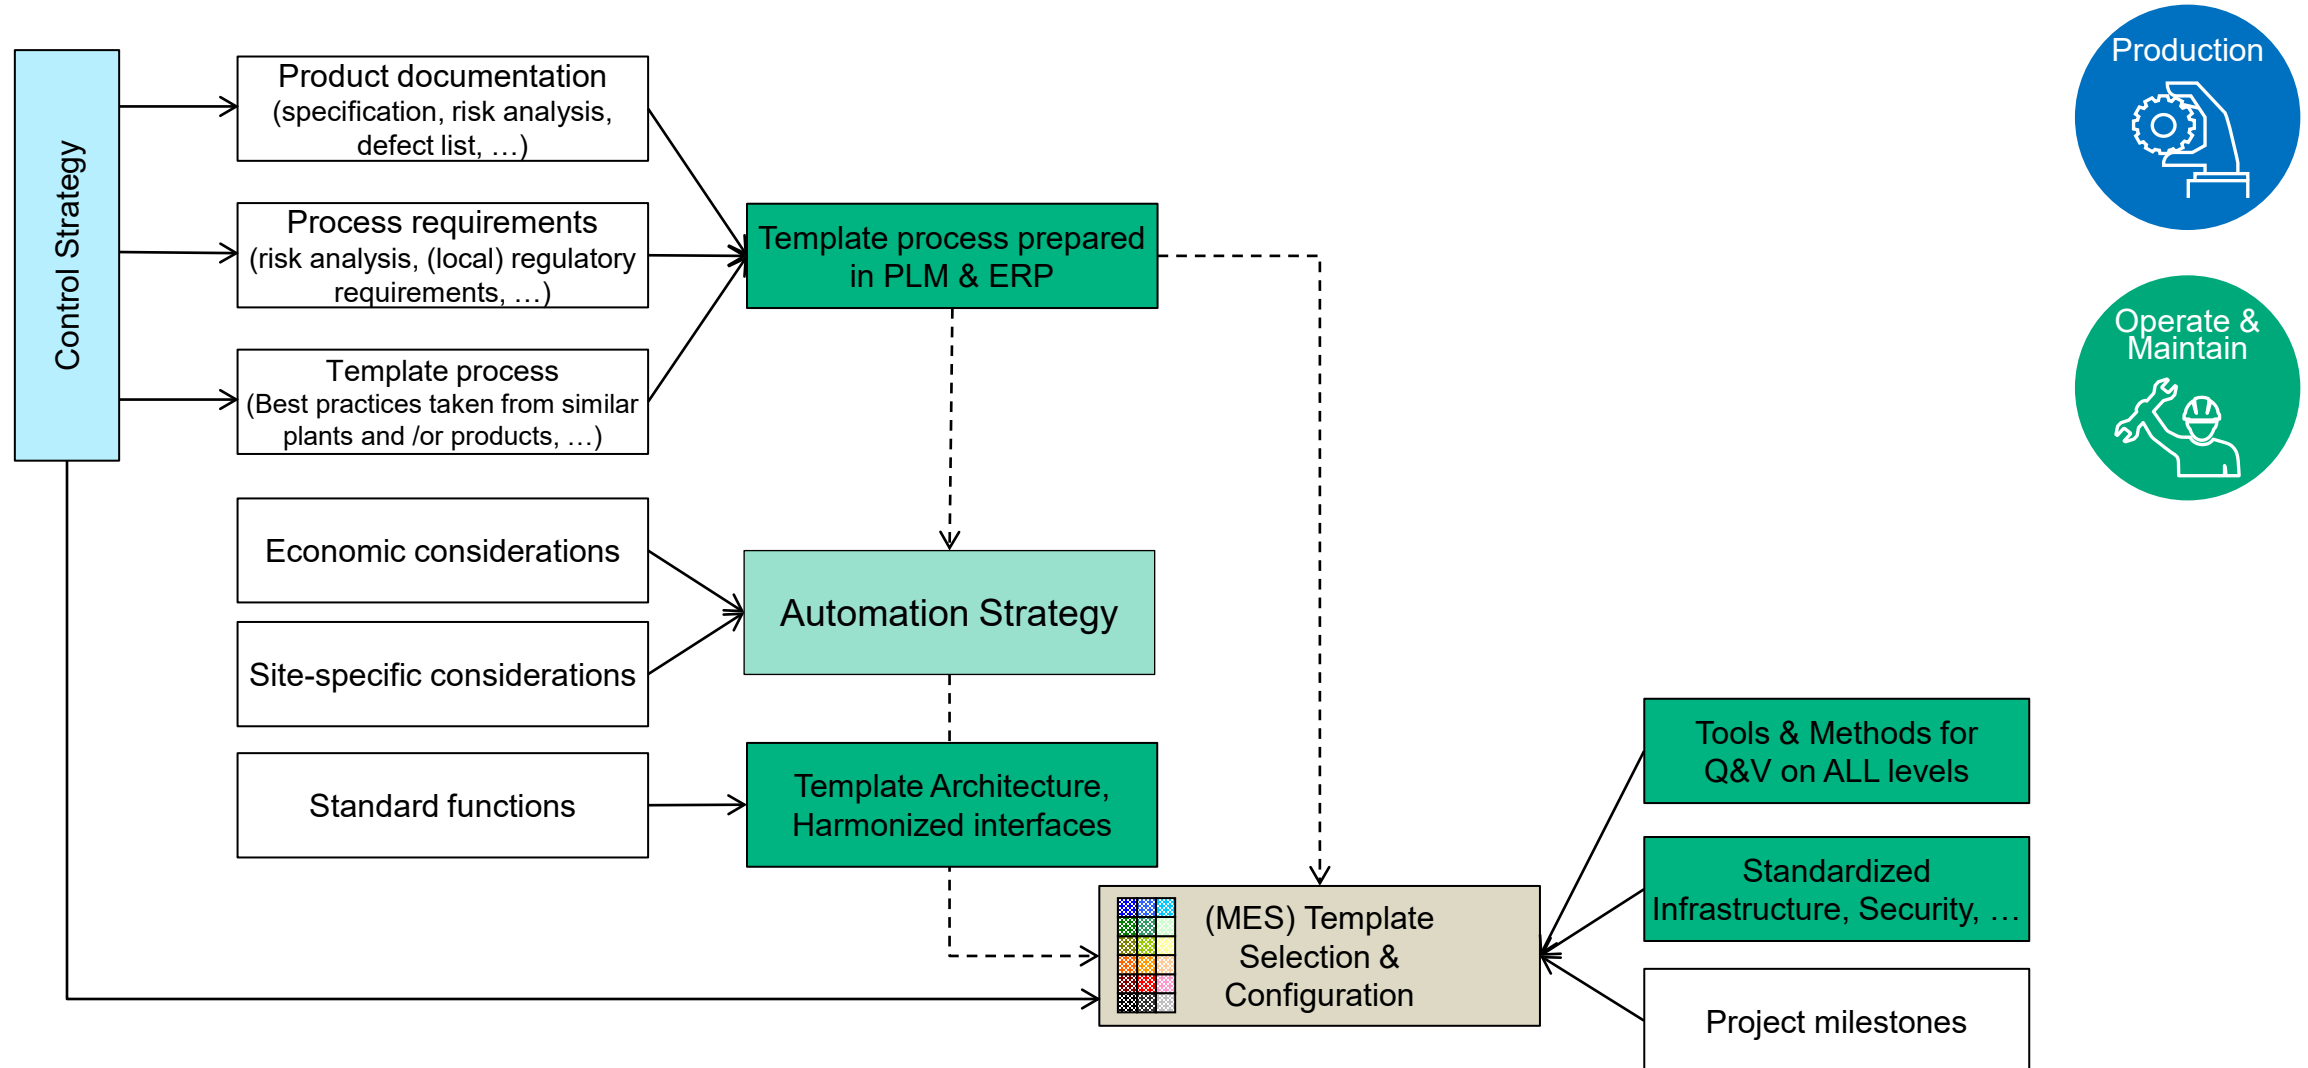 Control Strategy
Product documentation
(specification, risk analysis,
defect list, …)
Process requirements
(risk analysis, (local) regulatory
requirements, …)
Template process
(Best practices taken from similar
plants and /or products, …)
Economic considerations
Site-specific considerations
Standard functions
Template process prepared
in PLM & ERP
Automation Strategy
Template Architecture,
Harmonized interfaces
(MES) Template
Selection &
Configuration
Tools & Methods for
Q&V on ALL levels
Standardized
Infrastructure, Security, …
Project milestones
Production
Operate &
Maintain